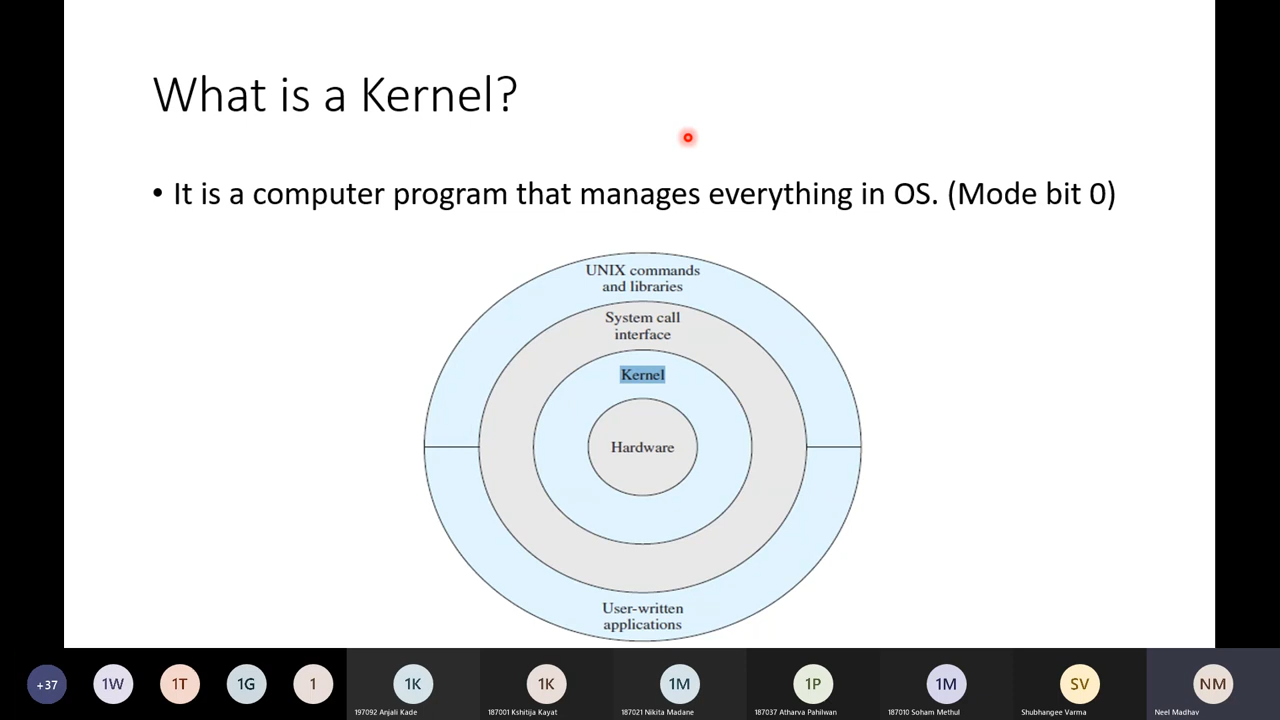 What is a Kernel?
• It is a computer program that manages everything in OS. (Mode bit 0)
UNIX commands
and libraries
System call
interface
Kernel
Hardware
User-written
applications
+37
1W
1T
1G
1
1K
1K
1M
1P
1M
SV
NM
197092 Anjali Kade
187001 Kshitija Kayat
187021 Nikita Madane
187037 Atharva Pahilwan
187010 Soham Methul
Shubhangee Varma
Neel Madhav